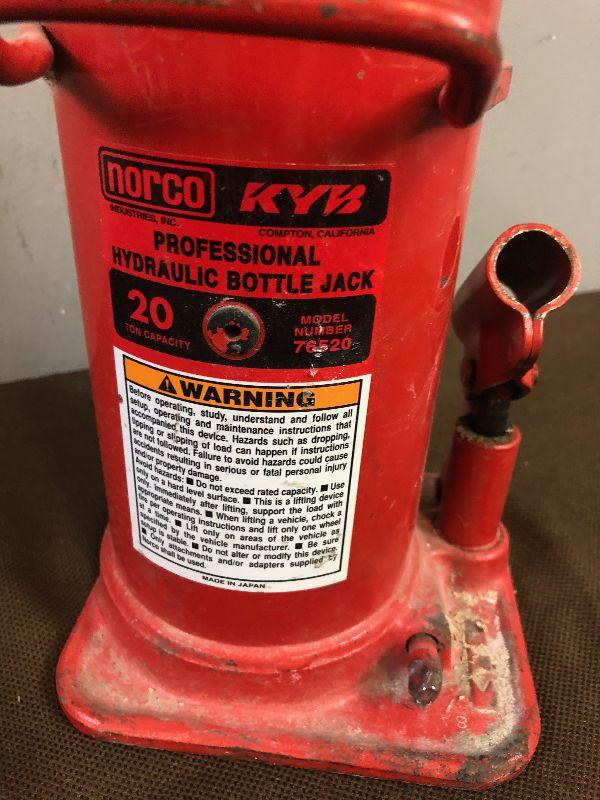 norco
INDUSTRIES, INC.
KYB
COMPTON, CALIFORNIA
PROFESSIONAL
HYDRAULIC BOTTLE JACK
20
TON CAPACITY
MODEL
NUMBER
76520
WARNING
Before operating, study, understand and follow all
setup, operating and maintenance instructions that
accompanied this device. Hazards such as dropping,
tipping or slipping of load can happen if instructions
are not followed. Failure to avoid hazards could cause
accidents resulting in serious or fatal personal injury
and/or property damage.
Avoid hazards: ■ Do not exceed rated capacity. ■ Use
only on a hard level surface. ■ This is a lifting device
only. Immediately after lifting, support the load with
appropriate means. ■ When lifting a vehicle, chock a
per operating instructions and lift only one wheel
at a time. ■ Lift only on areas of the vehicle as
specified by the vehicle manufacturer. ■ Be sure
setup is stable. ■ Do not alter or modify this device.
■ Only attachments and/or adapters supplied by
Norco shall be used.
MADE IN JAPAN